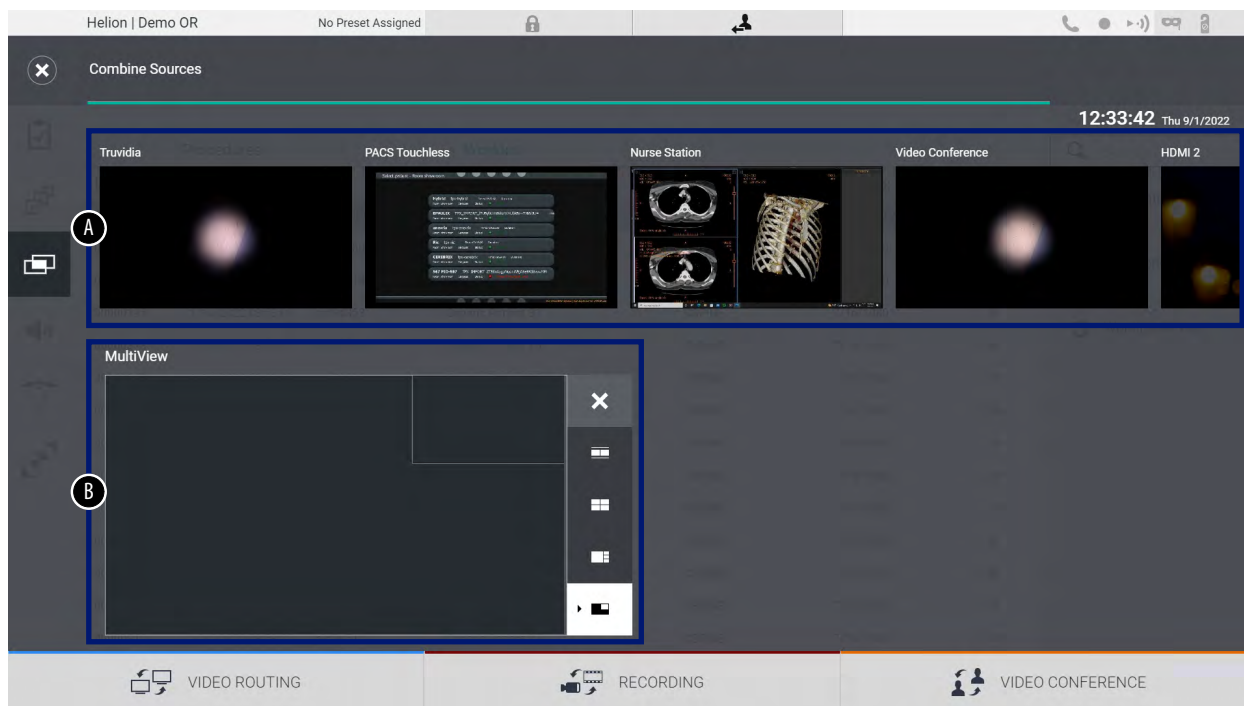 Helion | Demo OR
No Preset Assigned
Combine Sources
12:33:42 Thu 9/1/2022
Truvidia
PACS Touchless
Nurse Station
Video Conference
HDMI 2
A
MultiView
B
VIDEO ROUTING
RECORDING
VIDEO CONFERENCE